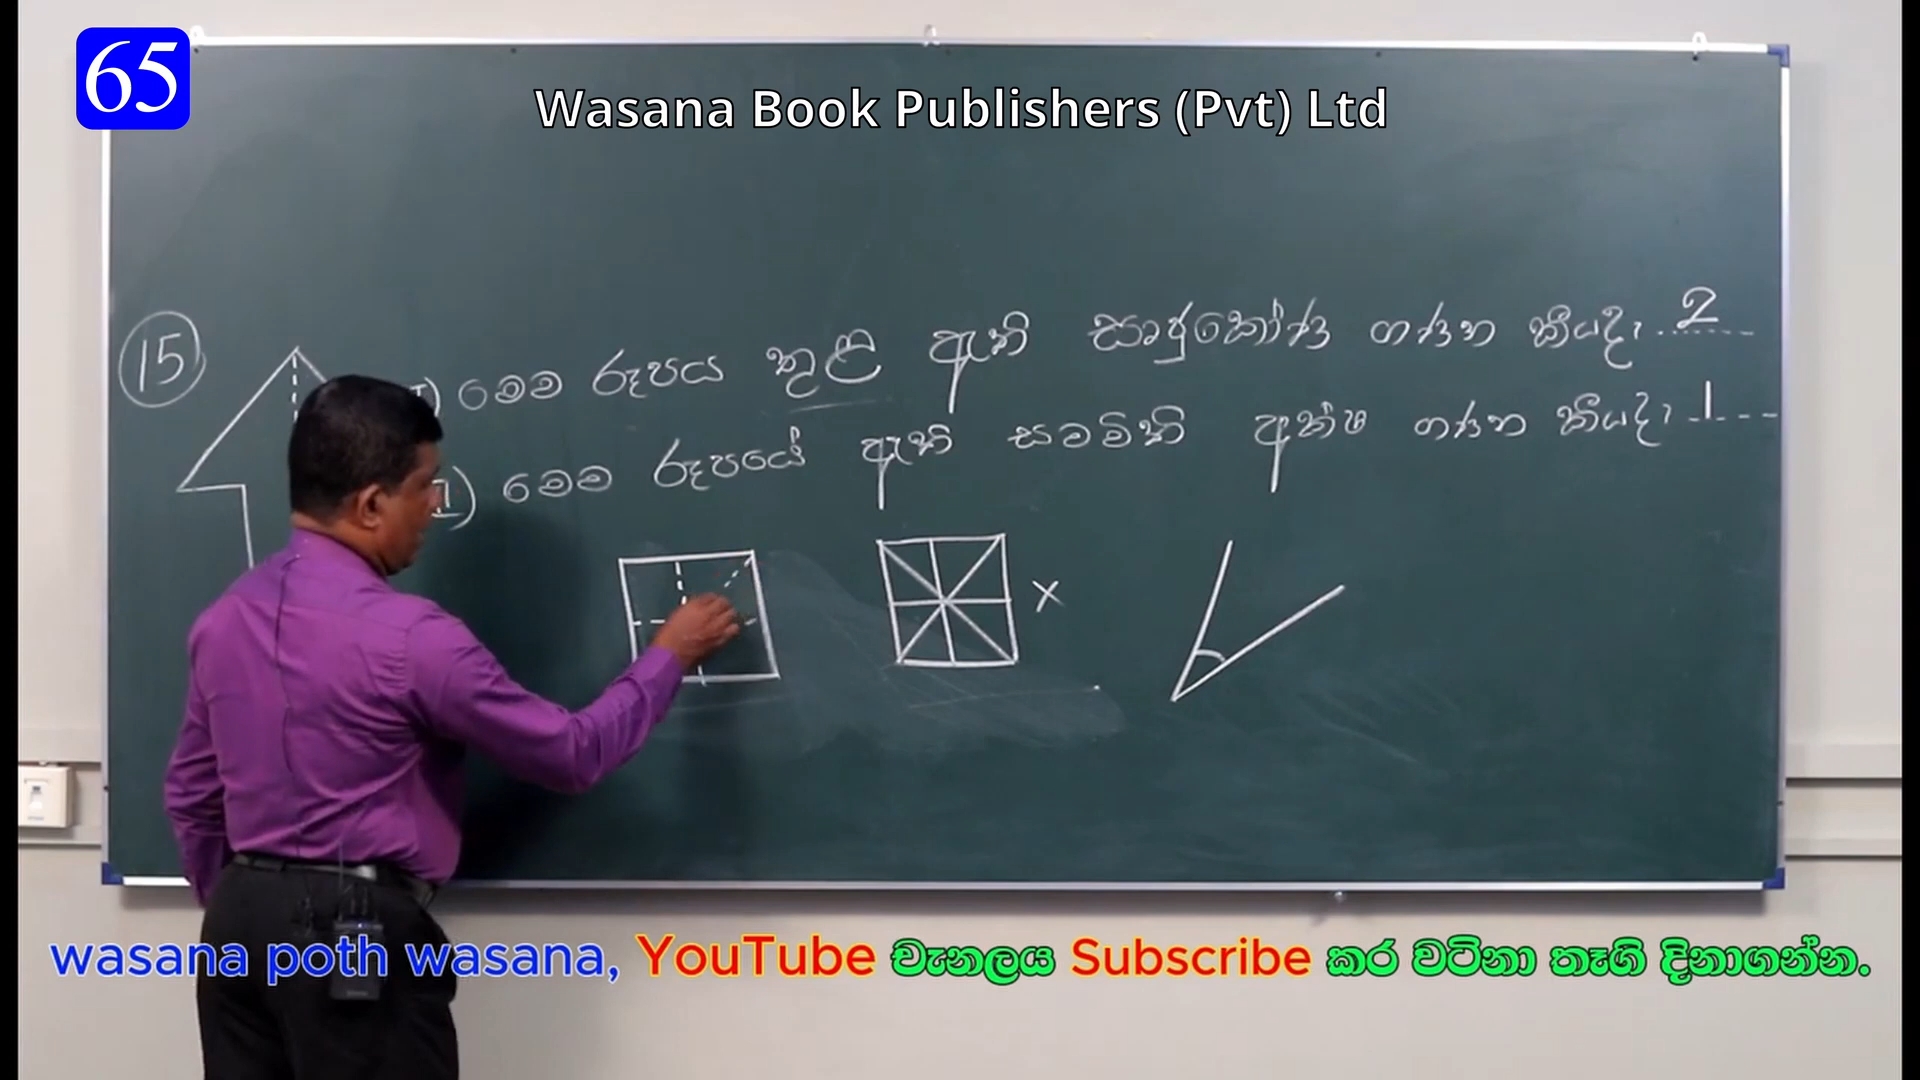 65
Wasana Book Publishers (Pvt) Ltd
15
I) මෙම රූපය තුළ ඇති සෘජුකෝණ ගණන කීයද? ..2....
II) මෙම රූපයේ ඇති සමමිති අක්ෂ ගණන කීයද? ..1...
x
wasana poth wasana, YouTube චැනලය Subscribe කර වටිනා තෑගි දිනාගන්න.